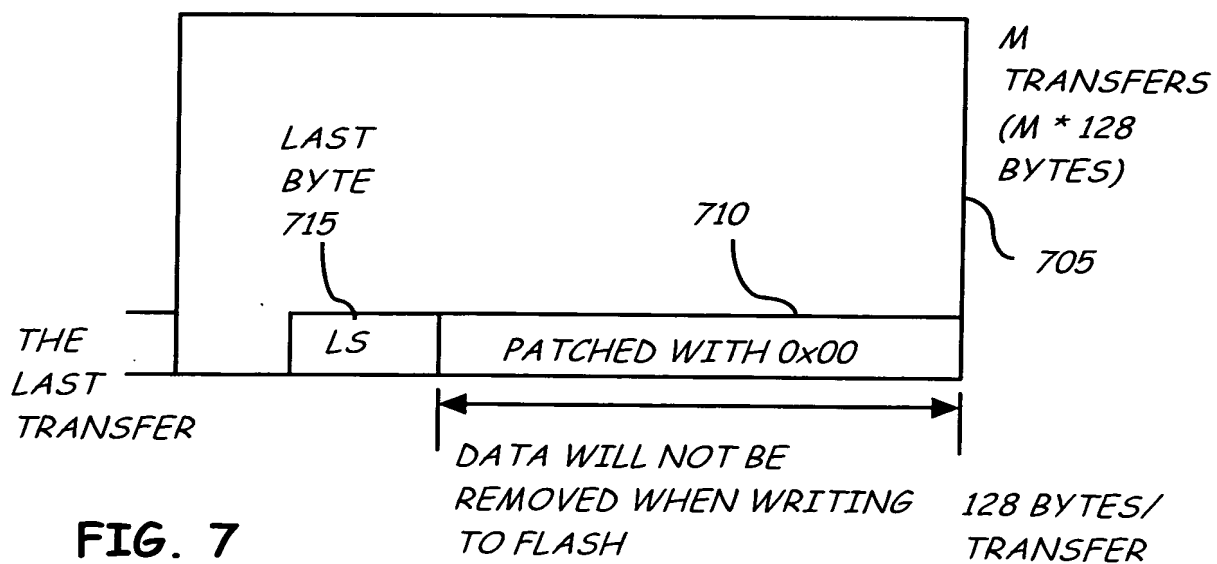 M
TRANSFERS
(M * 128
BYTES)
LAST
BYTE
715
710
705
LS
PATCHED WITH 0x00
THE
LAST
TRANSFER
DATA WILL NOT BE
REMOVED WHEN WRITING
TO FLASH
128 BYTES/
TRANSFER
FIG. 7